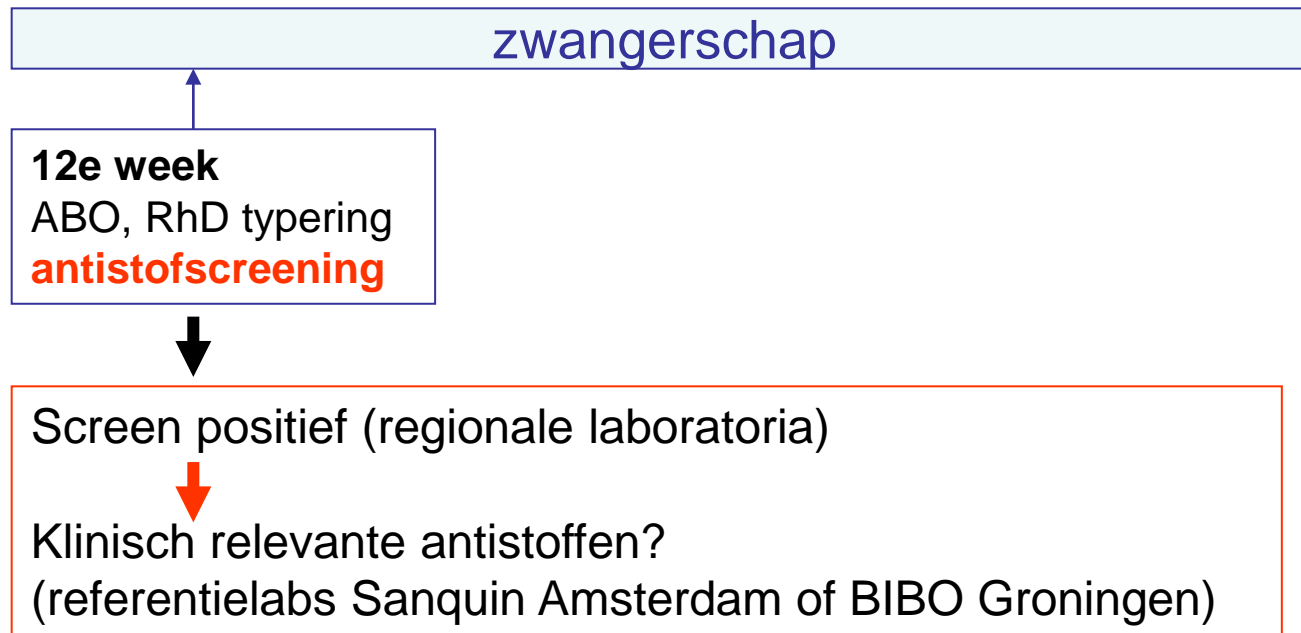 zwangerschap
12e week
ABO, RhD typering
antistofscreening
Screen positief (regionale laboratoria)
Klinisch relevante antistoffen?
(referentielabs Sanquin Amsterdam of BIBO Groningen)